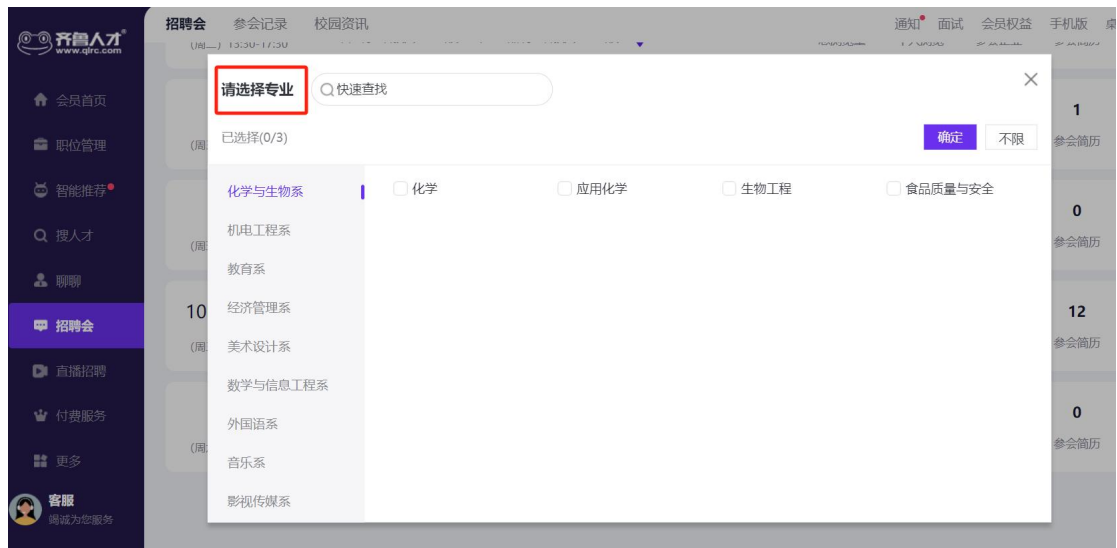 齐鲁人才
www.qlrc.com
招聘会 参会记录 校园资讯
通知 面试 会员权益 手机版
会员首页
职位管理
智能推荐
搜人才
聊聊
招聘会
直播招聘
付费服务
更多
客服
竭诚为您服务
请选择专业
快速查找
已选择(0/3)
确定 不限
化学与生物系
机电工程系
教育系
经济管理系
美术设计系
数学与信息工程系
外国语系
音乐系
影视传媒系
化学 应用化学 生物工程 食品质量与安全
10
1
参会简历
0
参会简历
12
参会简历
0
参会简历